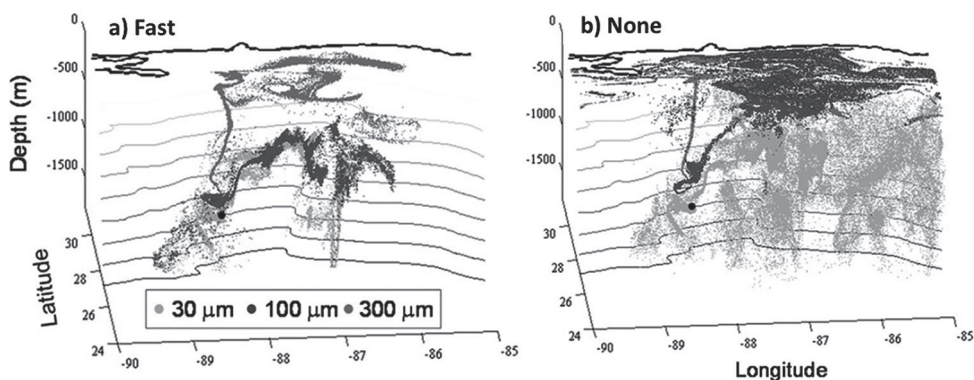 a) Fast
b) None
Depth (m)
0
-500
-1000
-1500
0
-500
-1000
-1500
Latitude
30
28
26
24
30
28
26
24
30 μm 100 μm 300 μm
-90 -89 -88 -87 -86 -85
-90 -89 -88 -87 -86 -85
Longitude